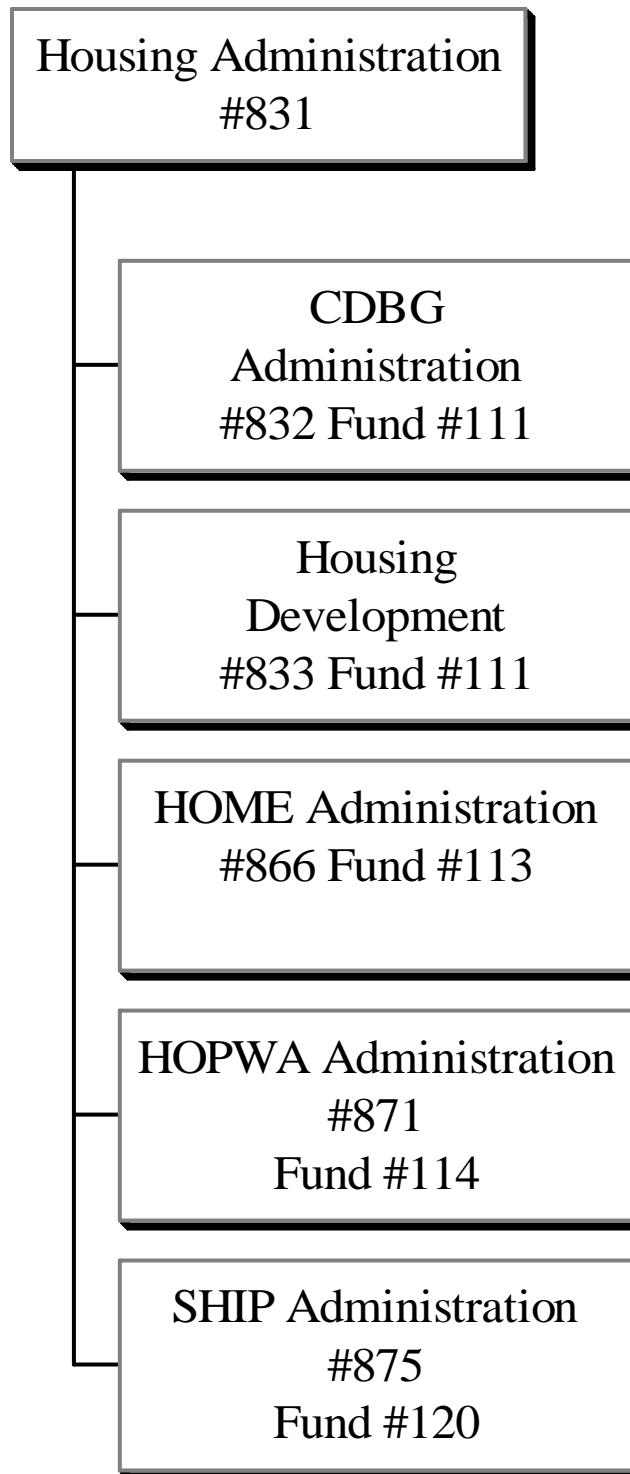 Housing Administration
#831
CDBG
Administration
#832 Fund #111
Housing
Development
#833 Fund #111
HOME Administration
#866 Fund #113
HOPWA Administration
#871
Fund #114
SHIP Administration
#875
Fund #120